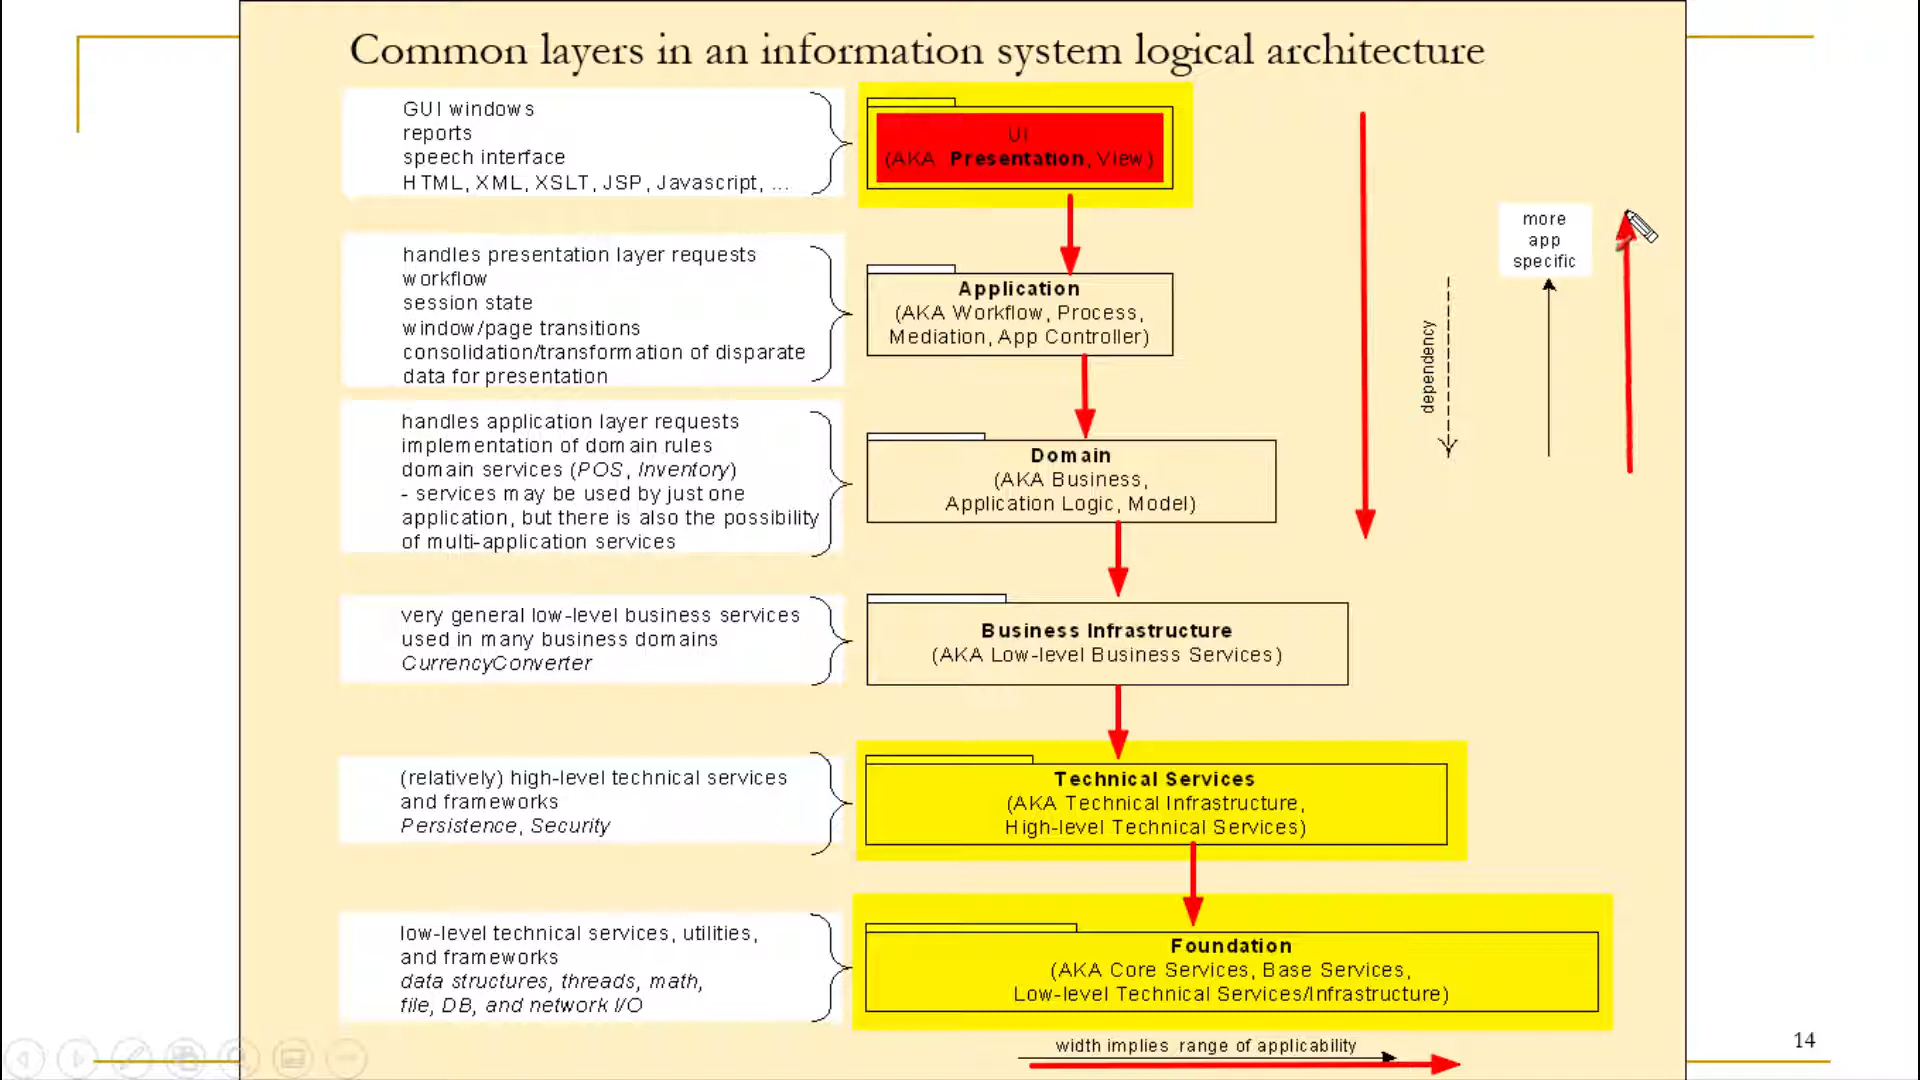 Common layers in an information system logical architecture
GUI windows
reports
speech interface
HTML, XML, XSLT, JSP, Javascript, ...
UI
(AKA Presentation, View)
handles presentation layer requests
workflow
session state
window/page transitions
consolidation/transformation of disparate
data for presentation
Application
(AKA Workflow, Process,
Mediation, App Controller)
more
app
specific
dependency
handles application layer requests
implementation of domain rules
domain services (POS, Inventory)
- services may be used by just one
application, but there is also the possibility
of multi-application services
Domain
(AKA Business,
Application Logic, Model)
very general low-level business services
used in many business domains
CurrencyConverter
Business Infrastructure
(AKA Low-level Business Services)
(relatively) high-level technical services
and frameworks
Persistence, Security
Technical Services
(AKA Technical Infrastructure,
High-level Technical Services)
low-level technical services, utilities,
and frameworks
data structures, threads, math,
file, DB, and network I/O
Foundation
(AKA Core Services, Base Services,
Low-level Technical Services/Infrastructure)
width implies range of applicability
14